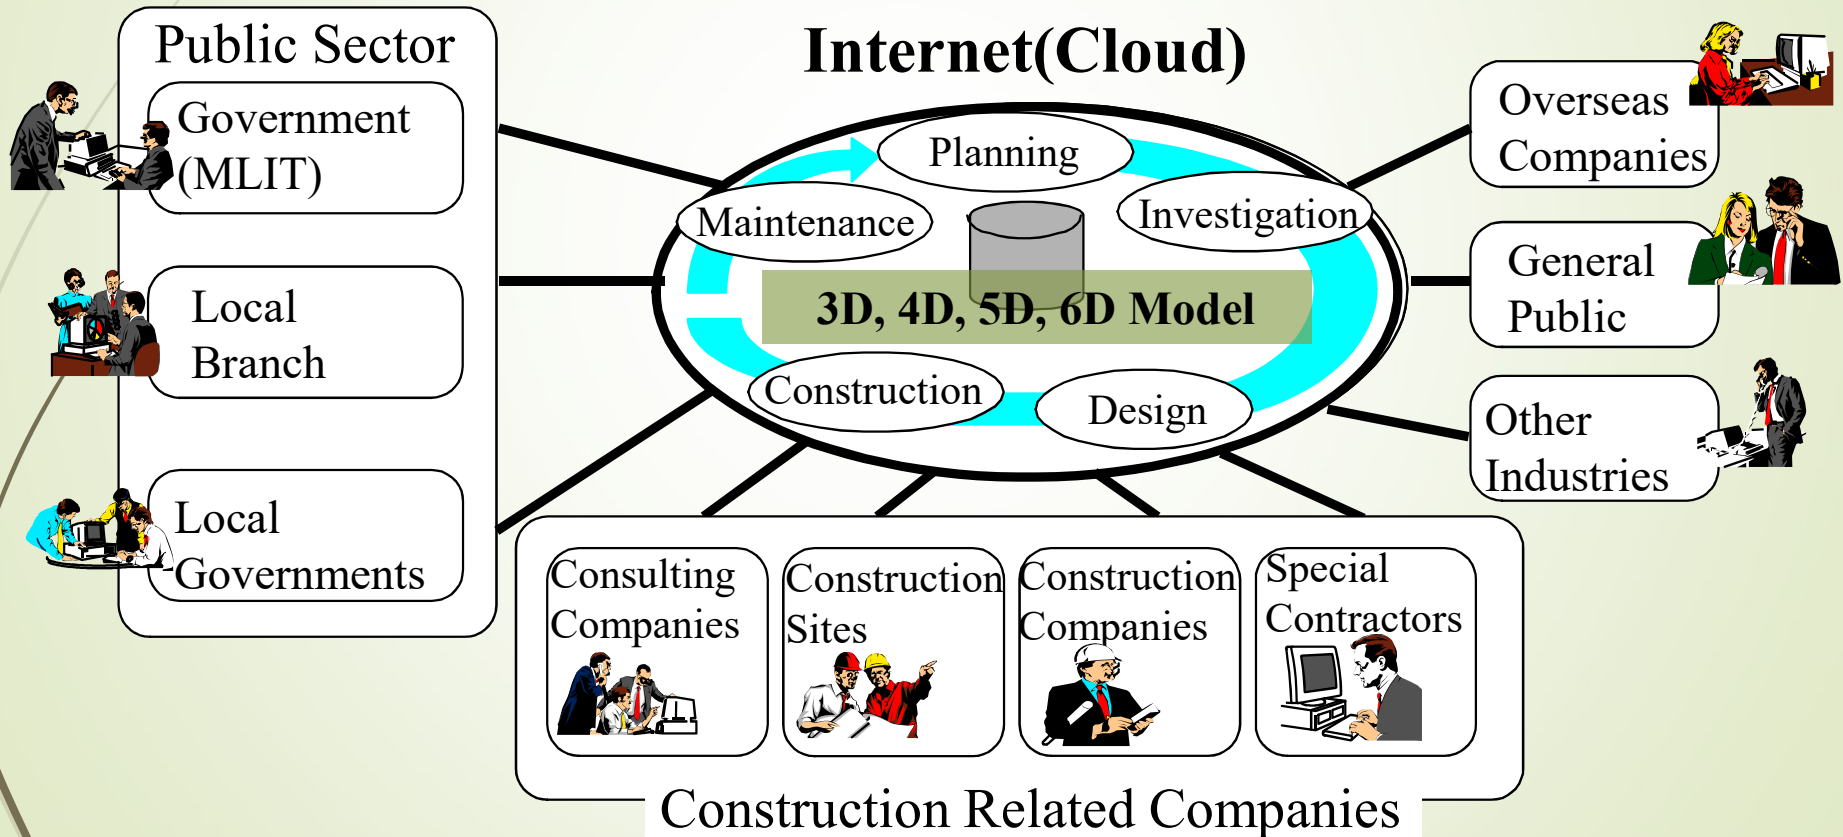 Public Sector
Government
(MLIT)
Local
Branch
Local
Governments
Internet(Cloud)
Planning
Maintenance
Investigation
3D, 4D, 5D, 6D Model
Construction
Design
Overseas
Companies
General
Public
Other
Industries
Consulting
Companies
Construction
Sites
Construction
Companies
Special
Contractors
Construction Related Companies